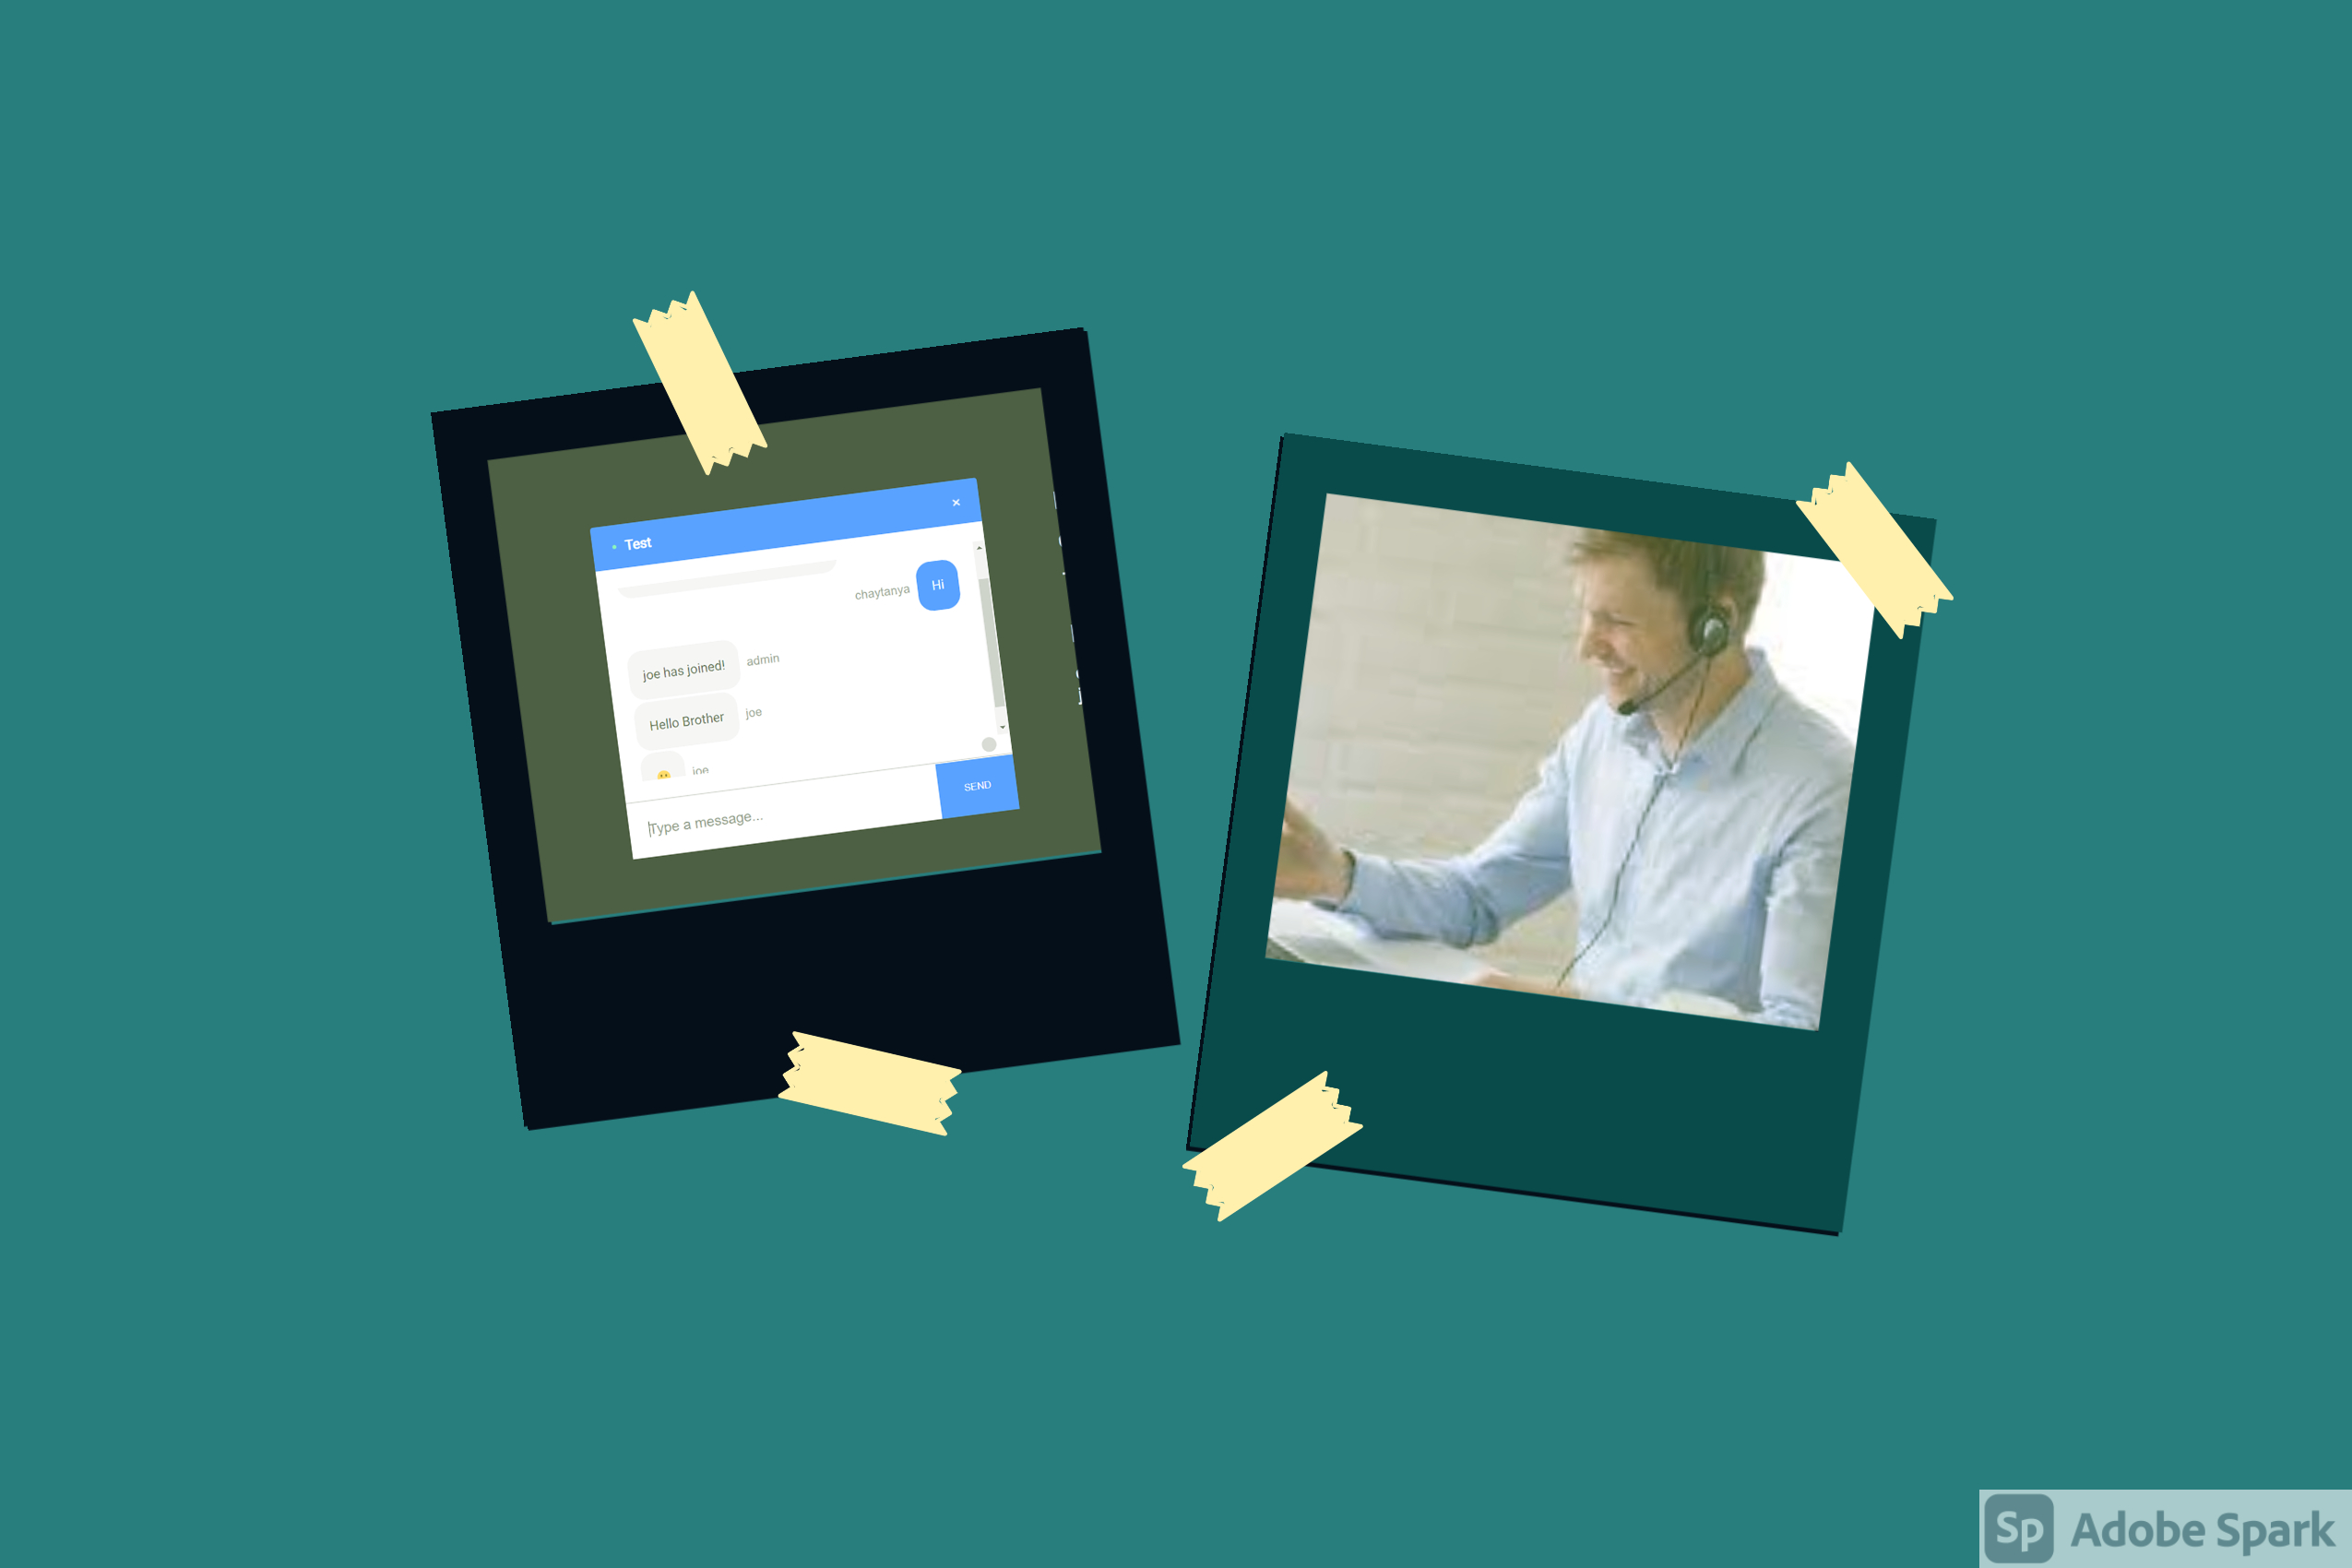 Test
×
chaytanya
Hi
joe has joined!
admin
Hello Brother
joe
joe
Type a message...
SEND
Sp Adobe Spark